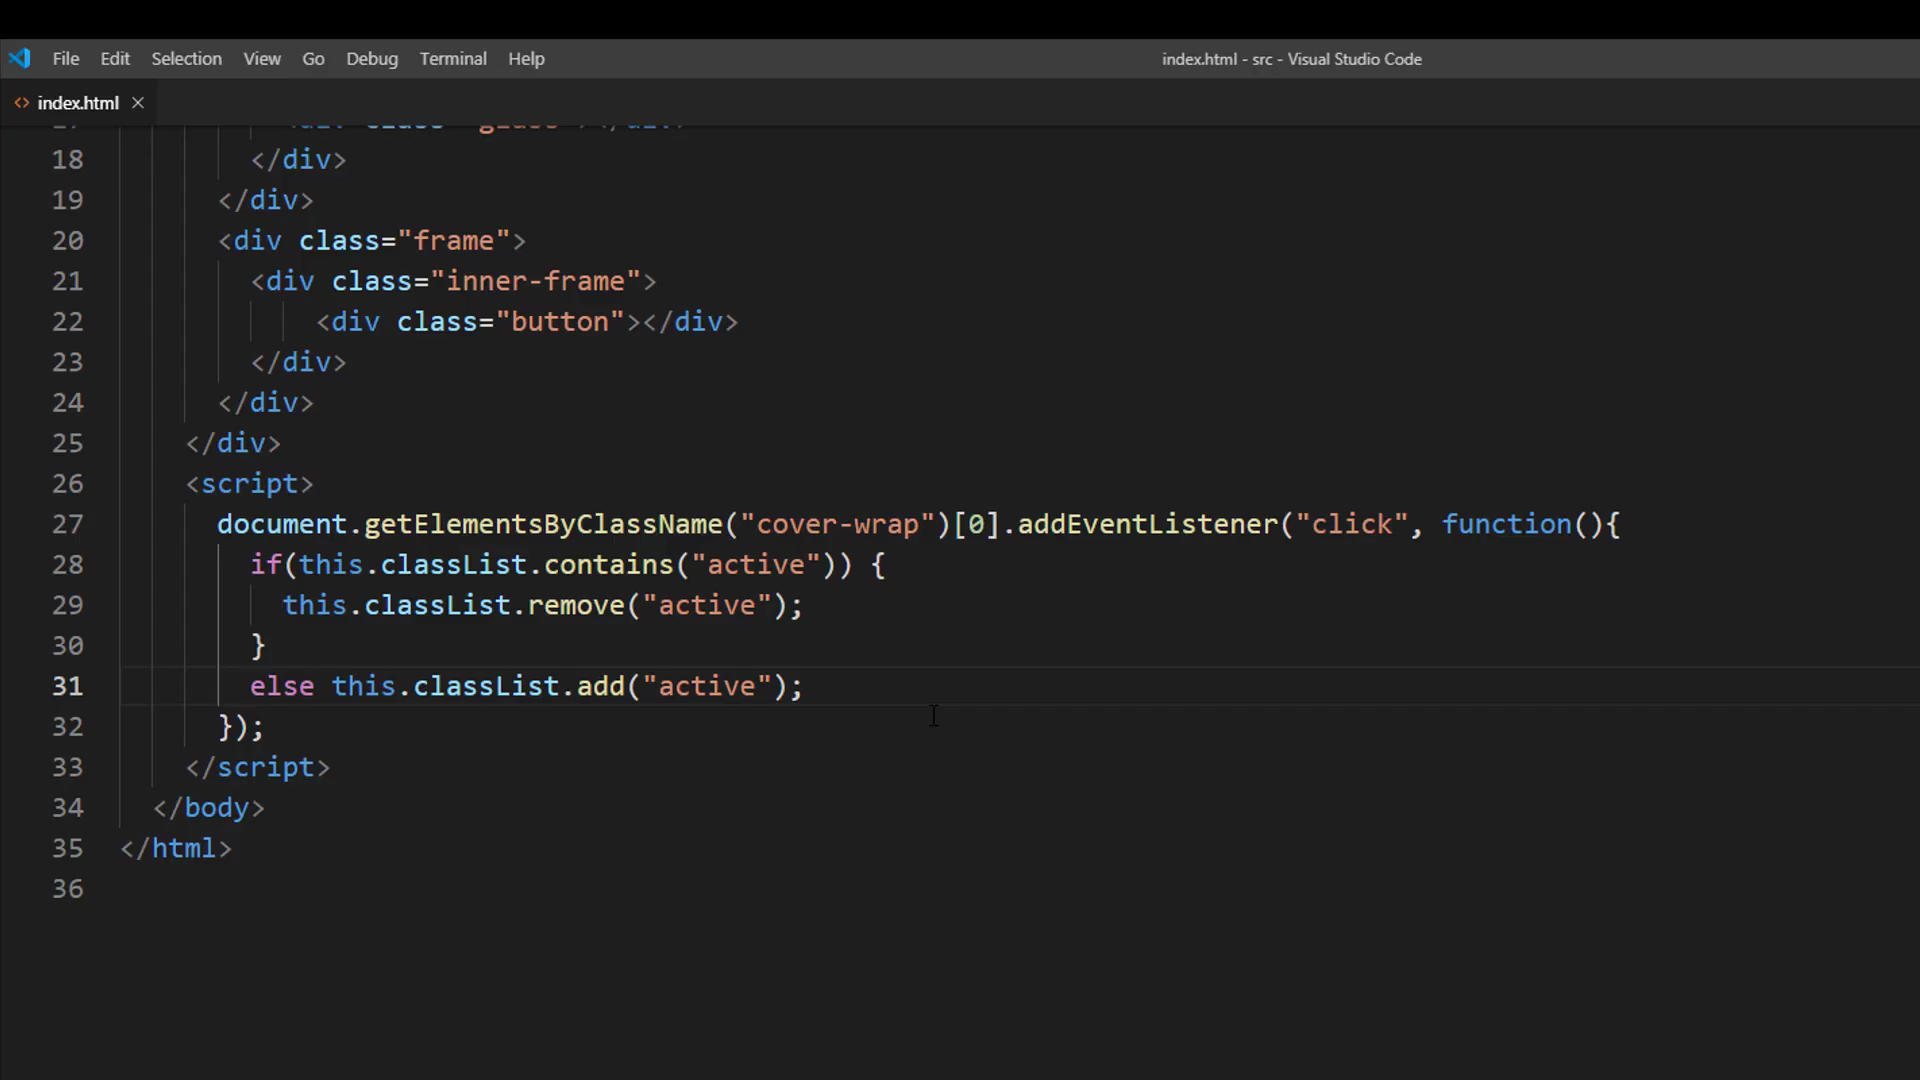 File Edit Selection View Go Debug Terminal Help index.html - src - Visual Studio Code
<> index.html ×
18 </div>
19 </div>
20 <div class="frame">
21 <div class="inner-frame">
22 <div class="button"></div>
23 </div>
24 </div>
25 </div>
26 <script>
27 document.getElementsByClassName("cover-wrap")[0].addEventListener("click", function(){
28 if(this.classList.contains("active")) {
29 this.classList.remove("active");
30 }
31 else this.classList.add("active");
32 });
33 </script>
34 </body>
35 </html>
36